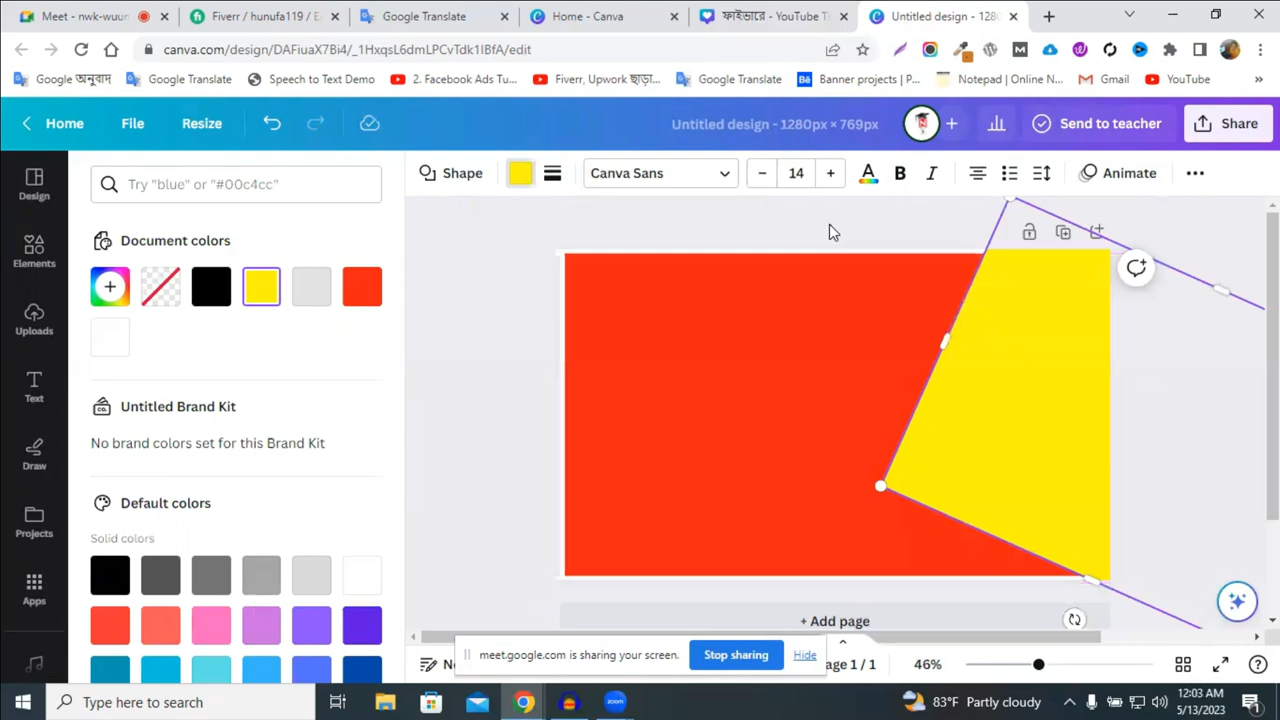 Meet - nwk-wuun
Fiverr / hunufa119 / E
Google Translate
Home - Canva
ফাইভারে - YouTube T
Untitled design - 1280
canva.com/design/DAFiuaX7Bi4/_1HxqsL6dmLPCvTdk1IBfA/edit
Google অনুবাদ
Google Translate
Speech to Text Demo
2. Facebook Ads Tu...
Fiverr, Upwork ছাড়া...
Google Translate
Banner projects | P...
Notepad | Online N...
Gmail
YouTube
Home
File
Resize
Untitled design - 1280px × 769px
Send to teacher
Share
Design
Elements
Uploads
Text
Draw
Projects
Apps
Try "blue" or "#00c4cc"
Document colors
Untitled Brand Kit
No brand colors set for this Brand Kit
Default colors
Solid colors
Shape
Canva Sans
14
A
B
I
Animate
+ Add page
meet.google.com is sharing your screen.
Stop sharing
Hide
Page 1 / 1
46%
Type here to search
83°F Partly cloudy
12:03 AM
5/13/2023